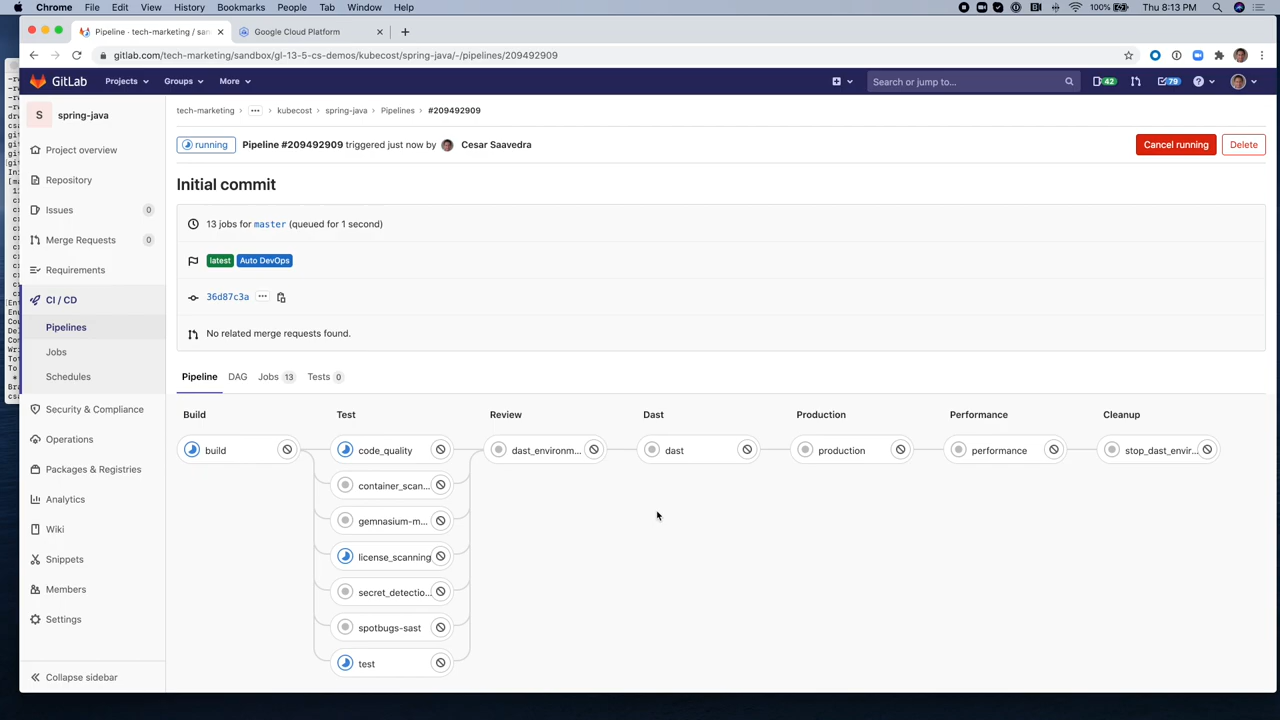 Chrome File Edit View History Bookmarks People Tab Window Help 100% Thu 8:13 PM
Pipeline · tech-marketing / san Google Cloud Platform
gitlab.com/tech-marketing/sandbox/gl-13-5-cs-demos/kubecost/spring-java/-/pipelines/209492909
GitLab Projects Groups More Search or jump to... 42 79
S spring-java
Project overview
Repository
Issues 0
Merge Requests 0
Requirements
CI / CD
Pipelines
Jobs
Schedules
Security & Compliance
Operations
Packages & Registries
Analytics
Wiki
Snippets
Members
Settings
Collapse sidebar
tech-marketing > ... > kubecost > spring-java > Pipelines > #209492909
running Pipeline #209492909 triggered just now by Cesar Saavedra Cancel running Delete
Initial commit
13 jobs for master (queued for 1 second)
latest Auto DevOps
36d87c3a ...
No related merge requests found.
Pipeline DAG Jobs 13 Tests 0
Build Test Review Dast Production Performance Cleanup
build code_quality dast_environm... dast production performance stop_dast_envir...
container_scan...
gemnasium-m...
license_scanning
secret_detectio...
spotbugs-sast
test